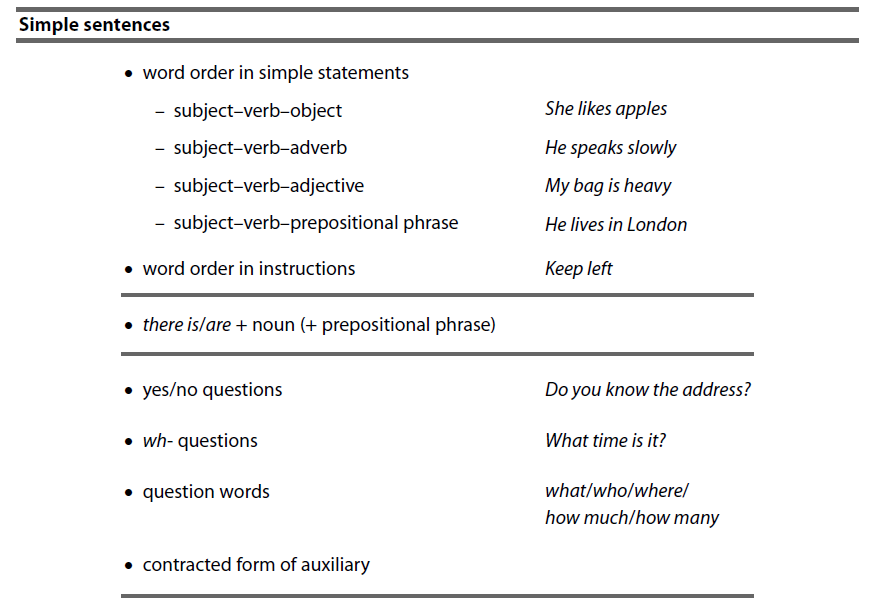 Simple sentences
• word order in simple statements
– subject–verb–object She likes apples
– subject–verb–adverb He speaks slowly
– subject–verb–adjective My bag is heavy
– subject–verb–prepositional phrase He lives in London
• word order in instructions Keep left
• there is/are + noun (+ prepositional phrase)
• yes/no questions Do you know the address?
• wh- questions What time is it?
• question words what/who/where/
how much/how many
• contracted form of auxiliary